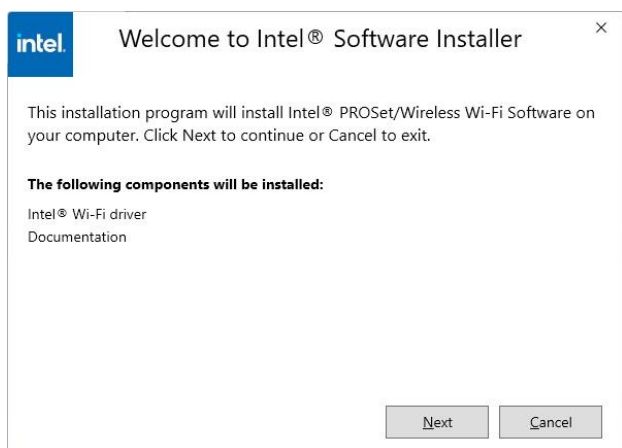 intel.
Welcome to Intel® Software Installer
This installation program will install Intel® PROSet/Wireless Wi-Fi Software on
your computer. Click Next to continue or Cancel to exit.
The following components will be installed:
Intel® Wi-Fi driver
Documentation
Next
Cancel